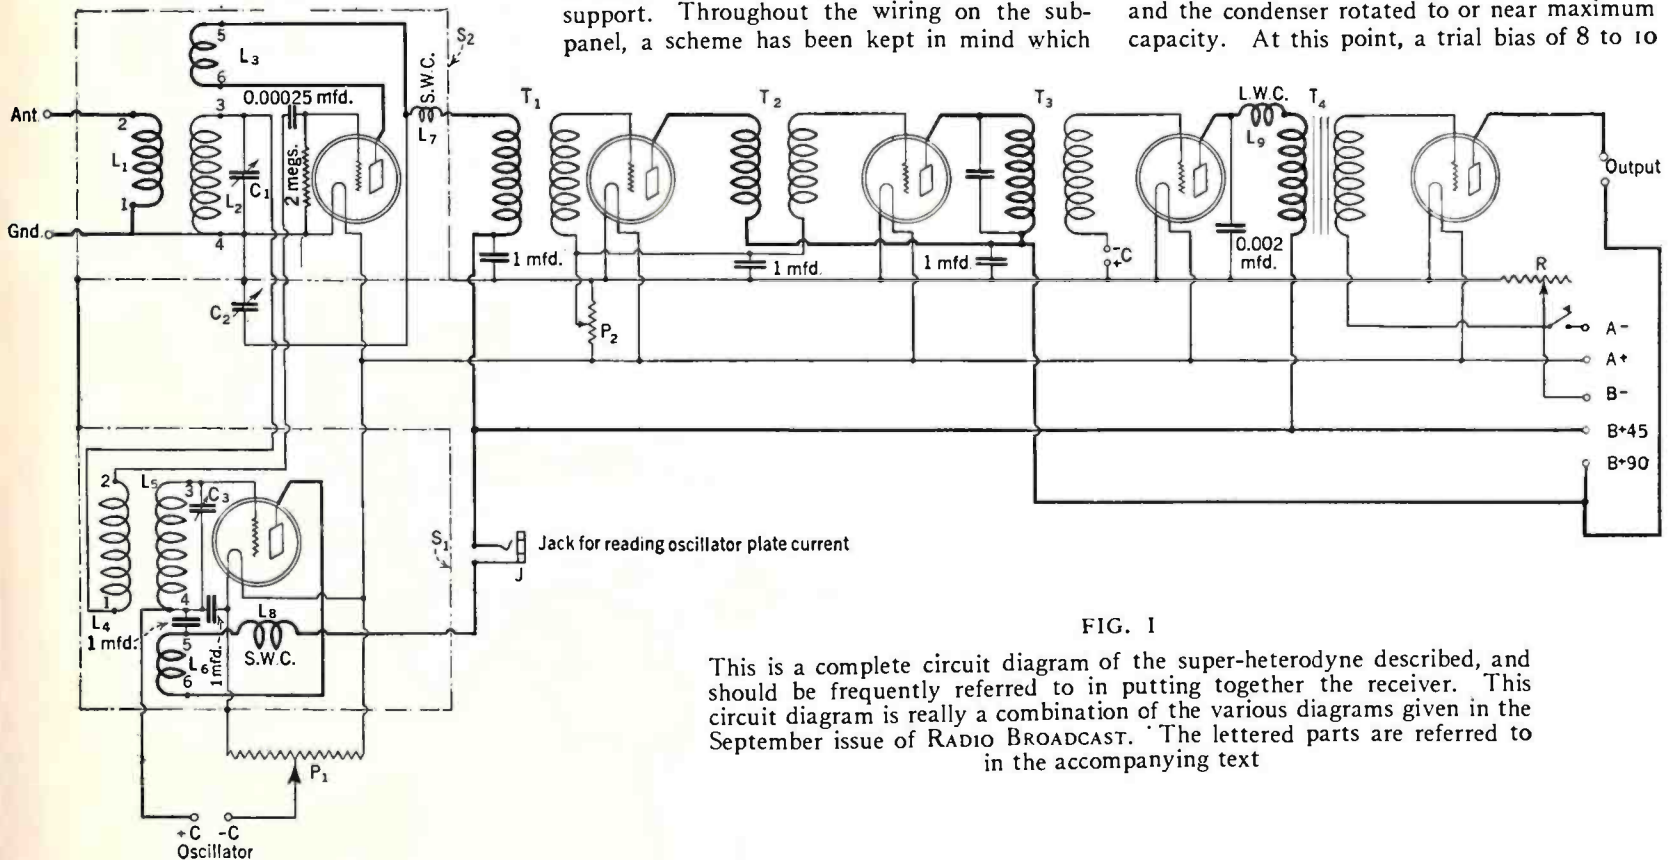 support. Throughout the wiring on the sub-
panel, a scheme has been kept in mind which
and the condenser rotated to or near maximum
capacity. At this point, a trial bias of 8 to 10
5
L3
6
S2
S.W.C.
L7
0.00025 mfd.
3
Ant.
2
L1
1
Gnd.
L2
C1
4
2 megs.
C2
T1
1 mfd.
P2
T2
1 mfd.
T3
1 mfd.
-C
+
L.W.C.
L9
T4
0.002
mfd.
Output
R
A-
A+
B-
B+45
B+90
2
L5
3
C3
1
L4
4
1 mfd.
5
L6
6
1 mfd.
L8
S.W.C.
S1
J
Jack for reading oscillator plate current
P1
+C -C
Oscillator
FIG. I
This is a complete circuit diagram of the super-heterodyne described, and
should be frequently referred to in putting together the receiver. This
circuit diagram is really a combination of the various diagrams given in the
September issue of RADIO BROADCAST. The lettered parts are referred to
in the accompanying text